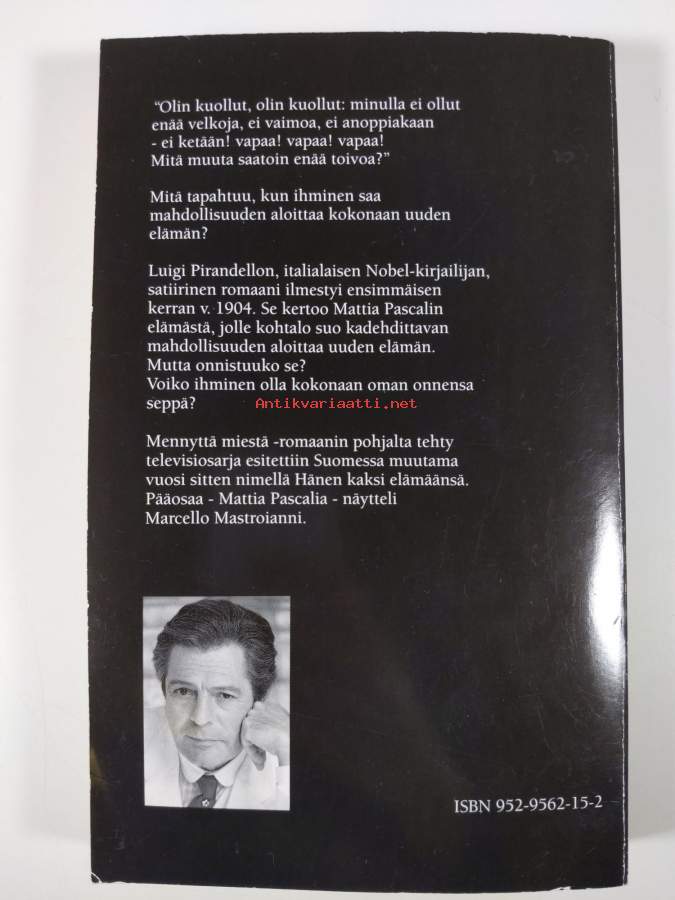 "Olin kuollut, olin kuollut: minulla ei ollut
enää velkoja, ei vaimoa, ei anoppiakaan
- ei ketään! vapaa! vapaa! vapaa!
Mitä muuta saatoin enää toivoa?"
Mitä tapahtuu, kun ihminen saa
mahdollisuuden aloittaa kokonaan uuden
elämän?
Luigi Pirandellon, italialaisen Nobel-kirjailijan,
satiirinen romaani ilmestyi ensimmäisen
kerran v. 1904. Se kertoo Mattia Pascalin
elämästä, jolle kohtalo suo kadehdittavan
mahdollisuuden aloittaa uuden elämän.
Mutta onnistuuko se?
Voiko ihminen olla kokonaan oman onnensa
seppä?
Antikvariaatti.net
Mennyttä miestä -romaanin pohjalta tehty
televisiosarja esitettiin Suomessa muutama
vuosi sitten nimellä Hänen kaksi elämäänsä.
Pääosaa - Mattia Pascalia - näytteli
Marcello Mastroianni.
ISBN 952-9562-15-2